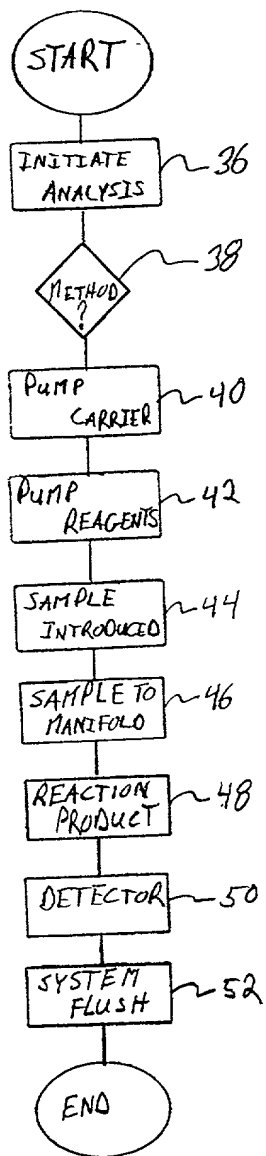 START
INITIATE
ANALYSIS
36
METHOD
?
38
PUMP
CARRIER
40
PUMP
REAGENTS
42
SAMPLE
INTRODUCED
44
SAMPLE TO
MANIFOLD
46
REACTION
PRODUCT
48
DETECTOR
50
SYSTEM
FLUSH
52
END